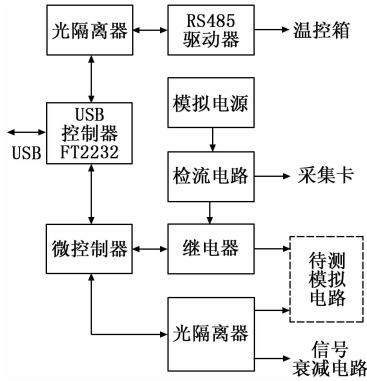 光隔离器
RS485
驱动器
温控箱
模拟电源
USB
控制器
FT2232
USB
检流电路
采集卡
微控制器
继电器
待测
模拟
电路
光隔离器
信号
衰减电路